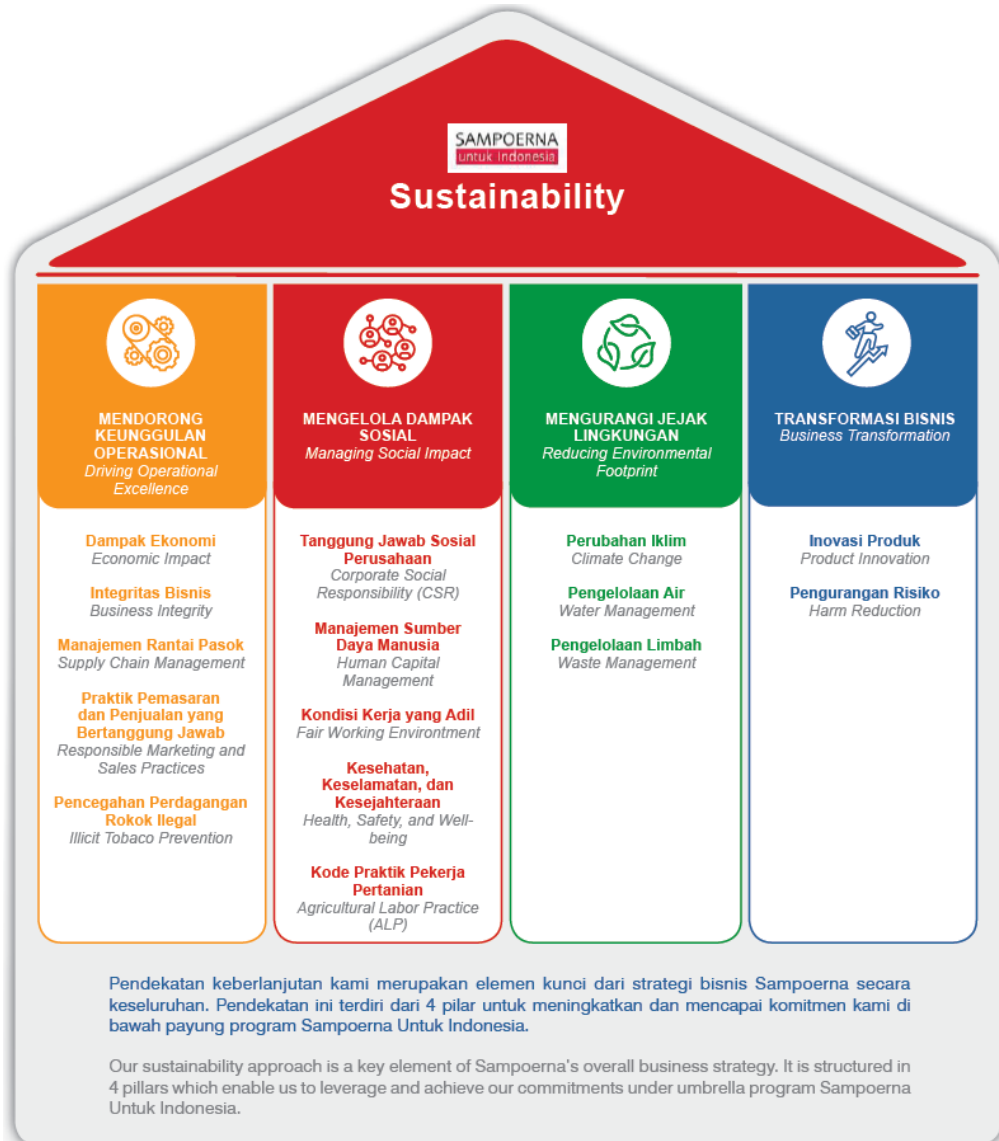 SAMPOERNA
untuk Indonesia
Sustainability
MENDORONG
KEUNGGULAN
OPERASIONAL
Driving Operational
Excellence
Dampak Ekonomi
Economic Impact
Integritas Bisnis
Business Integrity
Manajemen Rantai Pasok
Supply Chain Management
Praktik Pemasaran
dan Penjualan yang
Bertanggung Jawab
Responsible Marketing and
Sales Practices
Pencegahan Perdagangan
Rokok Ilegal
Illicit Tobacco Prevention
MENGELOLA DAMPAK
SOSIAL
Managing Social Impact
Tanggung Jawab Sosial
Perusahaan
Corporate Social
Responsibility (CSR)
Manajemen Sumber
Daya Manusia
Human Capital
Management
Kondisi Kerja yang Adil
Fair Working Environtment
Kesehatan,
Keselamatan, dan
Kesejahteraan
Health, Safety, and Well-
being
Kode Praktik Pekerja
Pertanian
Agricultural Labor Practice
(ALP)
MENGURANGI JEJAK
LINGKUNGAN
Reducing Environmental
Footprint
Perubahan Iklim
Climate Change
Pengelolaan Air
Water Management
Pengelolaan Limbah
Waste Management
TRANSFORMASI BISNIS
Business Transformation
Inovasi Produk
Product Innovation
Pengurangan Risiko
Harm Reduction
Pendekatan keberlanjutan kami merupakan elemen kunci dari strategi bisnis Sampoerna secara
keseluruhan. Pendekatan ini terdiri dari 4 pilar untuk meningkatkan dan mencapai komitmen kami di
bawah payung program Sampoerna Untuk Indonesia.
Our sustainability approach is a key element of Sampoerna's overall business strategy. It is structured in
4 pillars which enable us to leverage and achieve our commitments under umbrella program Sampoerna
Untuk Indonesia.